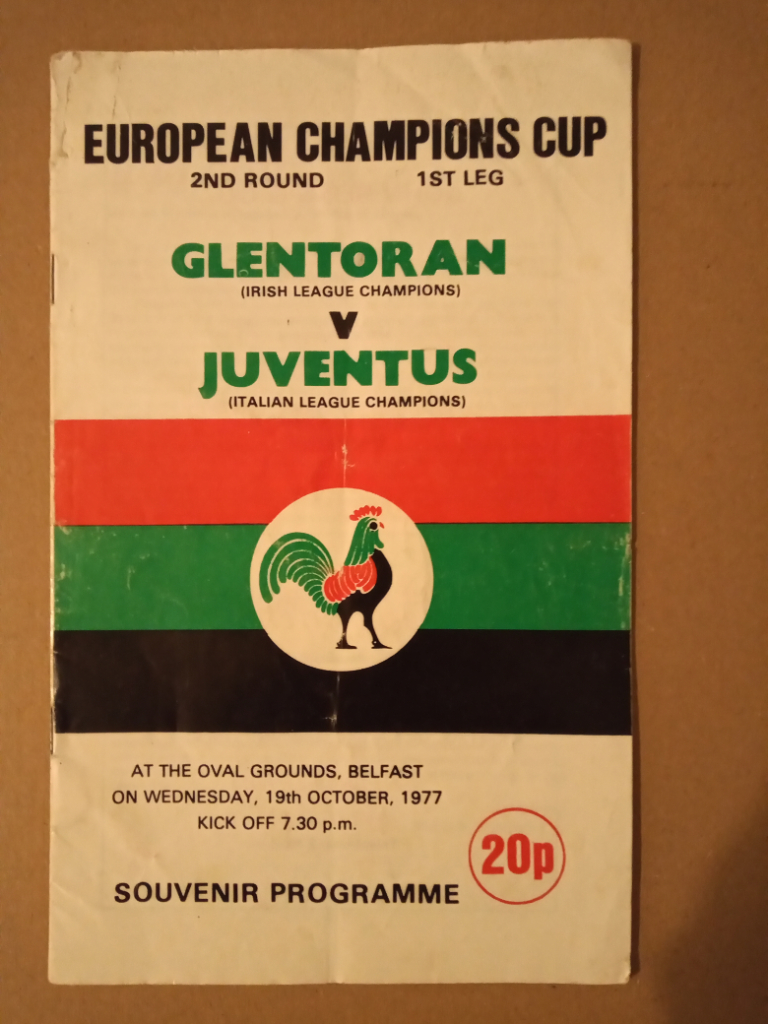 EUROPEAN CHAMPIONS CUP
2ND ROUND 1ST LEG
GLENTORAN
(IRISH LEAGUE CHAMPIONS)
V
JUVENTUS
(ITALIAN LEAGUE CHAMPIONS)
AT THE OVAL GROUNDS, BELFAST
ON WEDNESDAY, 19th OCTOBER, 1977
KICK OFF 7.30 p.m.
20p
SOUVENIR PROGRAMME